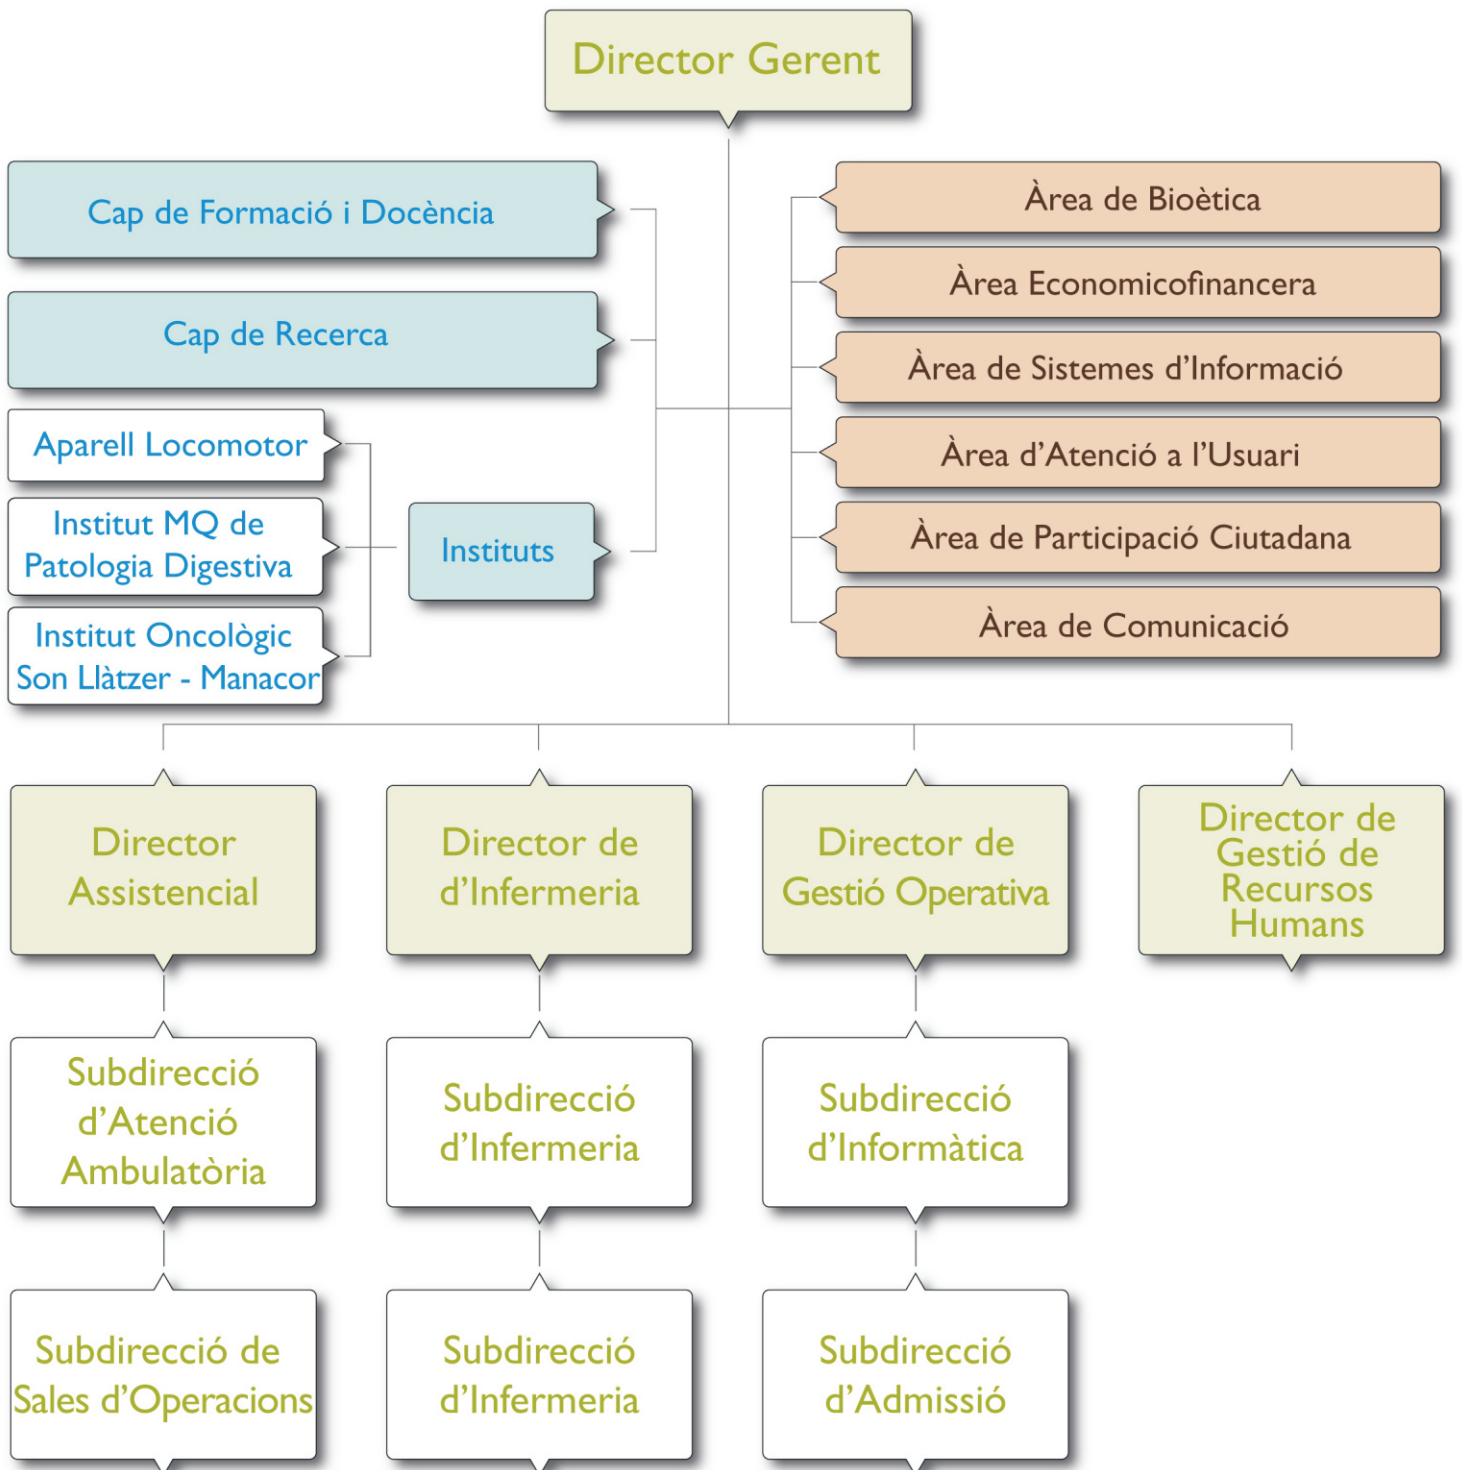 Director Gerent
Cap de Formació i Docència
Cap de Recerca
Aparell Locomotor
Institut MQ de
Patologia Digestiva
Institut Oncològic
Son Llàtzer - Manacor
Instituts
Àrea de Bioètica
Àrea Economicofinancera
Àrea de Sistemes d’Informació
Àrea d’Atenció a l’Usuari
Àrea de Participació Ciutadana
Àrea de Comunicació
Director
Assistencial
Director de
d’Infermeria
Director de
Gestió Operativa
Director de
Gestió de
Recursos
Humans
Subdirecció
d’Atenció
Ambulatòria
Subdirecció
d’Infermeria
Subdirecció
d’Informàtica
Subdirecció de
Sales d’Operacions
Subdirecció
d’Infermeria
Subdirecció
d’Admissió